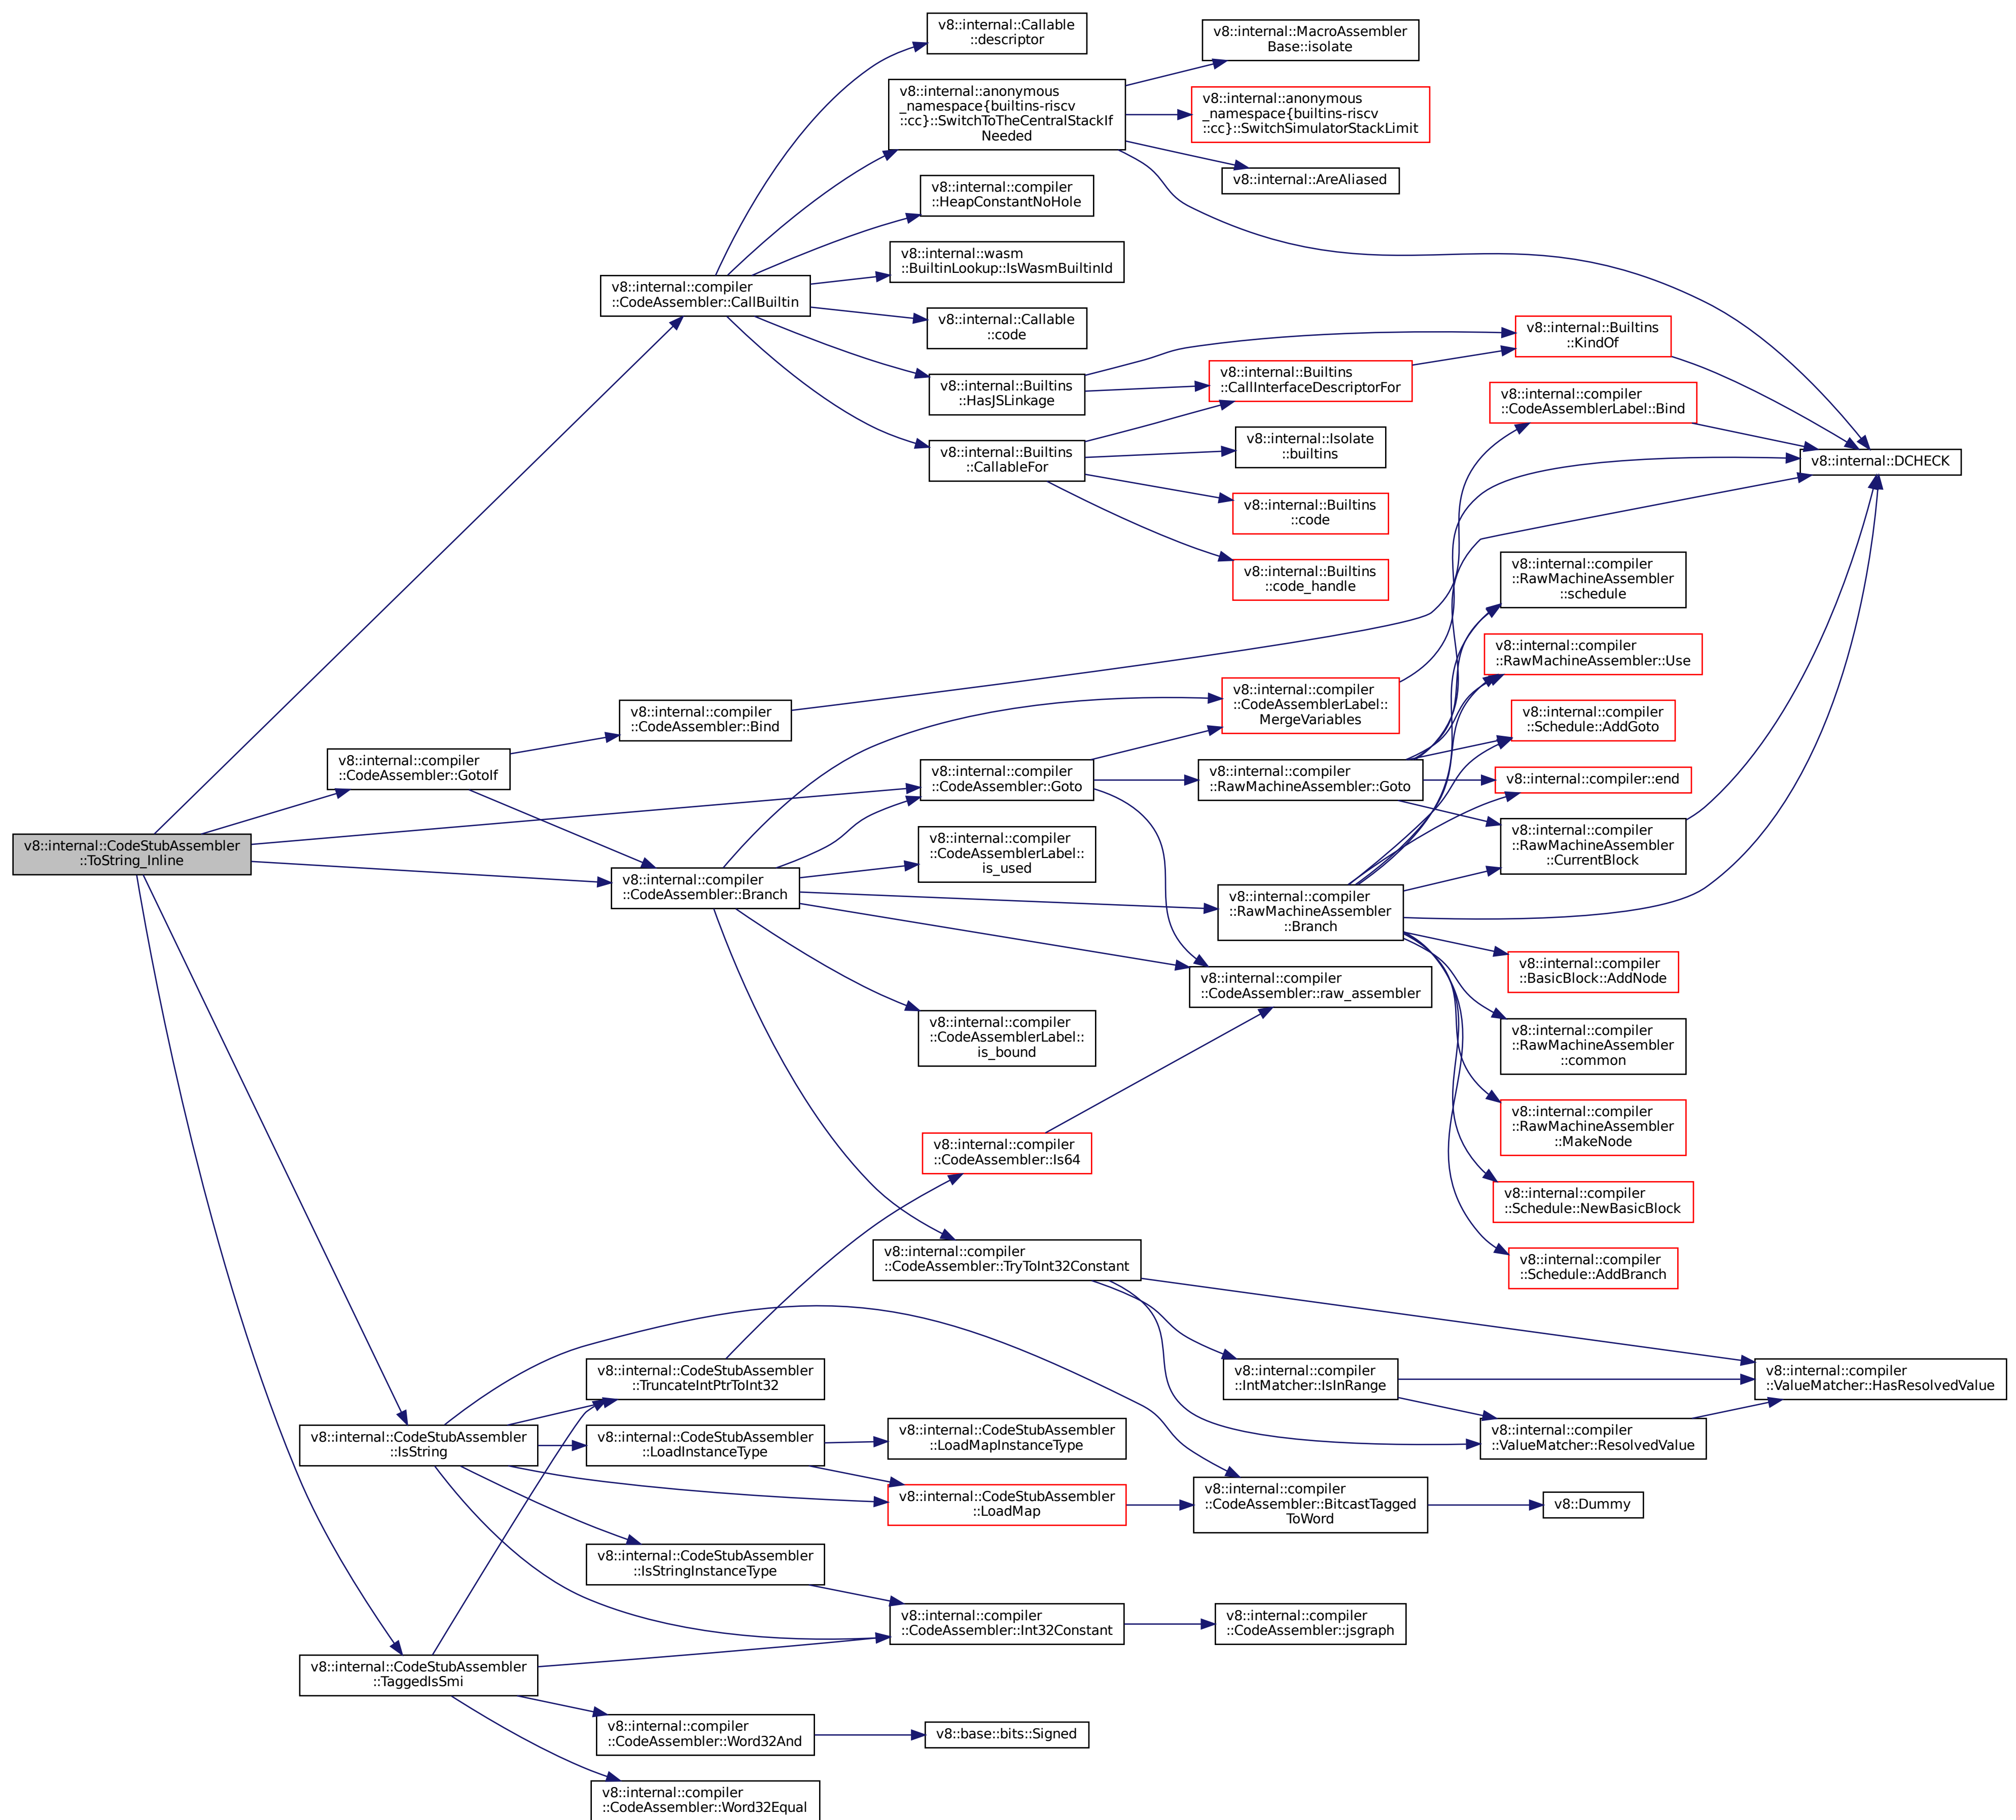 v8::internal::Callable
::descriptor
v8::internal::MacroAssembler
Base::isolate
v8::internal::anonymous
_namespace{builtins-riscv
::cc}::SwitchToTheCentralStackIf
Needed
v8::internal::anonymous
_namespace{builtins-riscv
::cc}::SwitchSimulatorStackLimit
v8::internal::AreAliased
v8::internal::compiler
::HeapConstantNoHole
v8::internal::wasm
::BuiltinLookup::IsWasmBuiltinId
v8::internal::compiler
::CodeAssembler::CallBuiltin
v8::internal::Callable
::code
v8::internal::Builtins
::KindOf
v8::internal::Builtins
::HasJSLinkage
v8::internal::Builtins
::CallInterfaceDescriptorFor
v8::internal::compiler
::CodeAssemblerLabel::Bind
v8::internal::Builtins
::CallableFor
v8::internal::Isolate
::builtins
v8::internal::DCHECK
v8::internal::Builtins
::code
v8::internal::Builtins
::code_handle
v8::internal::compiler
::RawMachineAssembler
::schedule
v8::internal::compiler
::RawMachineAssembler::Use
v8::internal::compiler
::CodeAssembler::Bind
v8::internal::compiler
::CodeAssemblerLabel::
MergeVariables
v8::internal::compiler
::Schedule::AddGoto
v8::internal::compiler
::CodeAssembler::GotoIf
v8::internal::compiler
::CodeAssembler::Goto
v8::internal::compiler
::RawMachineAssembler::Goto
v8::internal::compiler::end
v8::internal::CodeStubAssembler
::ToString_Inline
v8::internal::compiler
::CodeAssemblerLabel::
is_used
v8::internal::compiler
::RawMachineAssembler
::CurrentBlock
v8::internal::compiler
::CodeAssembler::Branch
v8::internal::compiler
::RawMachineAssembler
::Branch
v8::internal::compiler
::CodeAssembler::raw_assembler
v8::internal::compiler
::BasicBlock::AddNode
v8::internal::compiler
::CodeAssemblerLabel::
is_bound
v8::internal::compiler
::RawMachineAssembler
::common
v8::internal::compiler
::RawMachineAssembler
::MakeNode
v8::internal::compiler
::CodeAssembler::Is64
v8::internal::compiler
::Schedule::NewBasicBlock
v8::internal::compiler
::CodeAssembler::TryToInt32Constant
v8::internal::compiler
::Schedule::AddBranch
v8::internal::CodeStubAssembler
::TruncateIntPtrToInt32
v8::internal::compiler
::IntMatcher::IsInRange
v8::internal::compiler
::ValueMatcher::HasResolvedValue
v8::internal::CodeStubAssembler
::IsString
v8::internal::CodeStubAssembler
::LoadInstanceType
v8::internal::CodeStubAssembler
::LoadMapInstanceType
v8::internal::compiler
::ValueMatcher::ResolvedValue
v8::internal::CodeStubAssembler
::LoadMap
v8::internal::compiler
::CodeAssembler::BitcastTagged
ToWord
v8::Dummy
v8::internal::CodeStubAssembler
::IsStringInstanceType
v8::internal::compiler
::CodeAssembler::Int32Constant
v8::internal::compiler
::CodeAssembler::jsgraph
v8::internal::CodeStubAssembler
::TaggedIsSmi
v8::internal::compiler
::CodeAssembler::Word32And
v8::base::bits::Signed
v8::internal::compiler
::CodeAssembler::Word32Equal